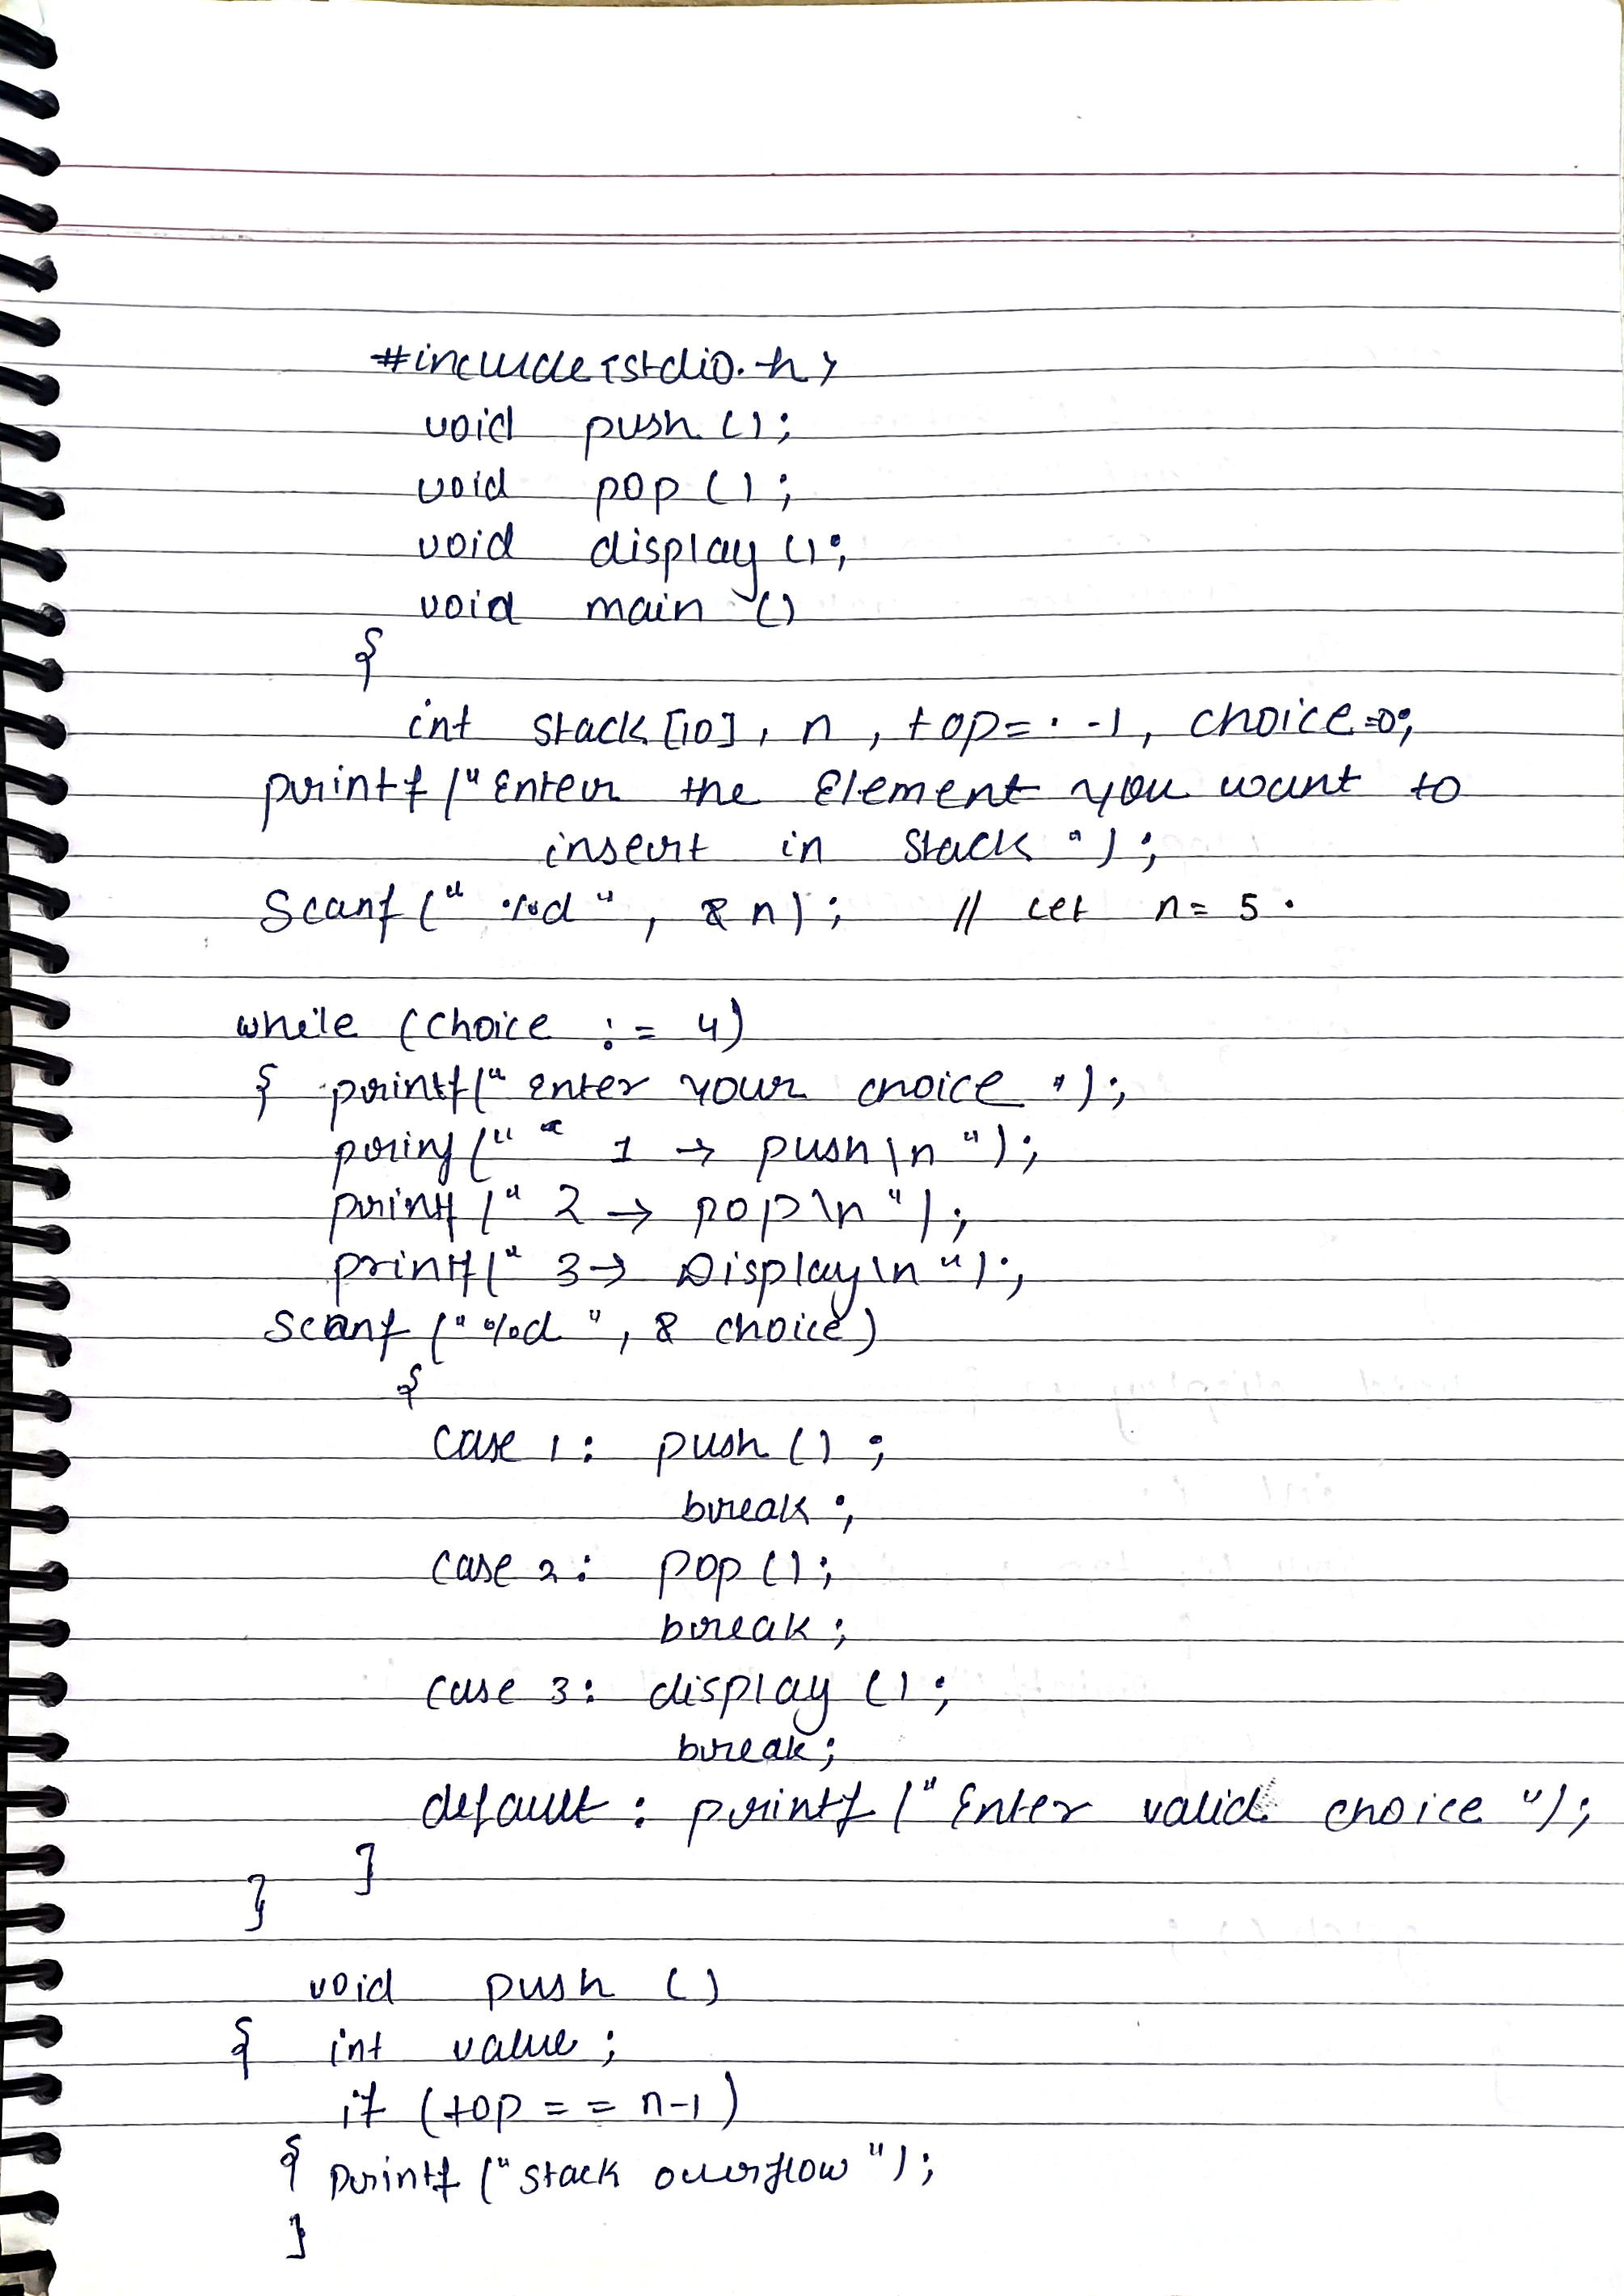 #include<stdio.h>
void push ();
void pop ();
void display ();
void main ()
{
int stack [10], n, top= -1, choice=0;
printf ("Enter the Element you want to
insert in stack");
Scanf ("%d", & n); // let n= 5.
while (choice != 4)
{ printf(" enter your choice ");
prinf (" 1 → push\n ");
printf (" 2 → pop\n ");
printf(" 3→ Display\n ");
Scanf ("%d ", & choice)
{
case 1: push ();
break;
case 2: pop ();
break;
case 3: display ();
break;
default : printf (" Enter valid choice ");
}
}
void push ()
{ int value;
if (top == n-1)
{ printf ("stack overflow ");
}